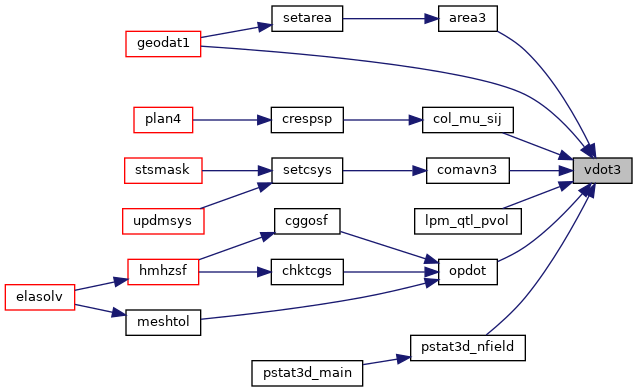 setarea
area3
geodat1
plan4
crespsp
col_mu_sij
stsmask
setcsys
comavn3
vdot3
updmsys
cggosf
lpm_qtl_pvol
hmhzsf
chktcgs
opdot
elasolv
meshtol
pstat3d_nfield
pstat3d_main